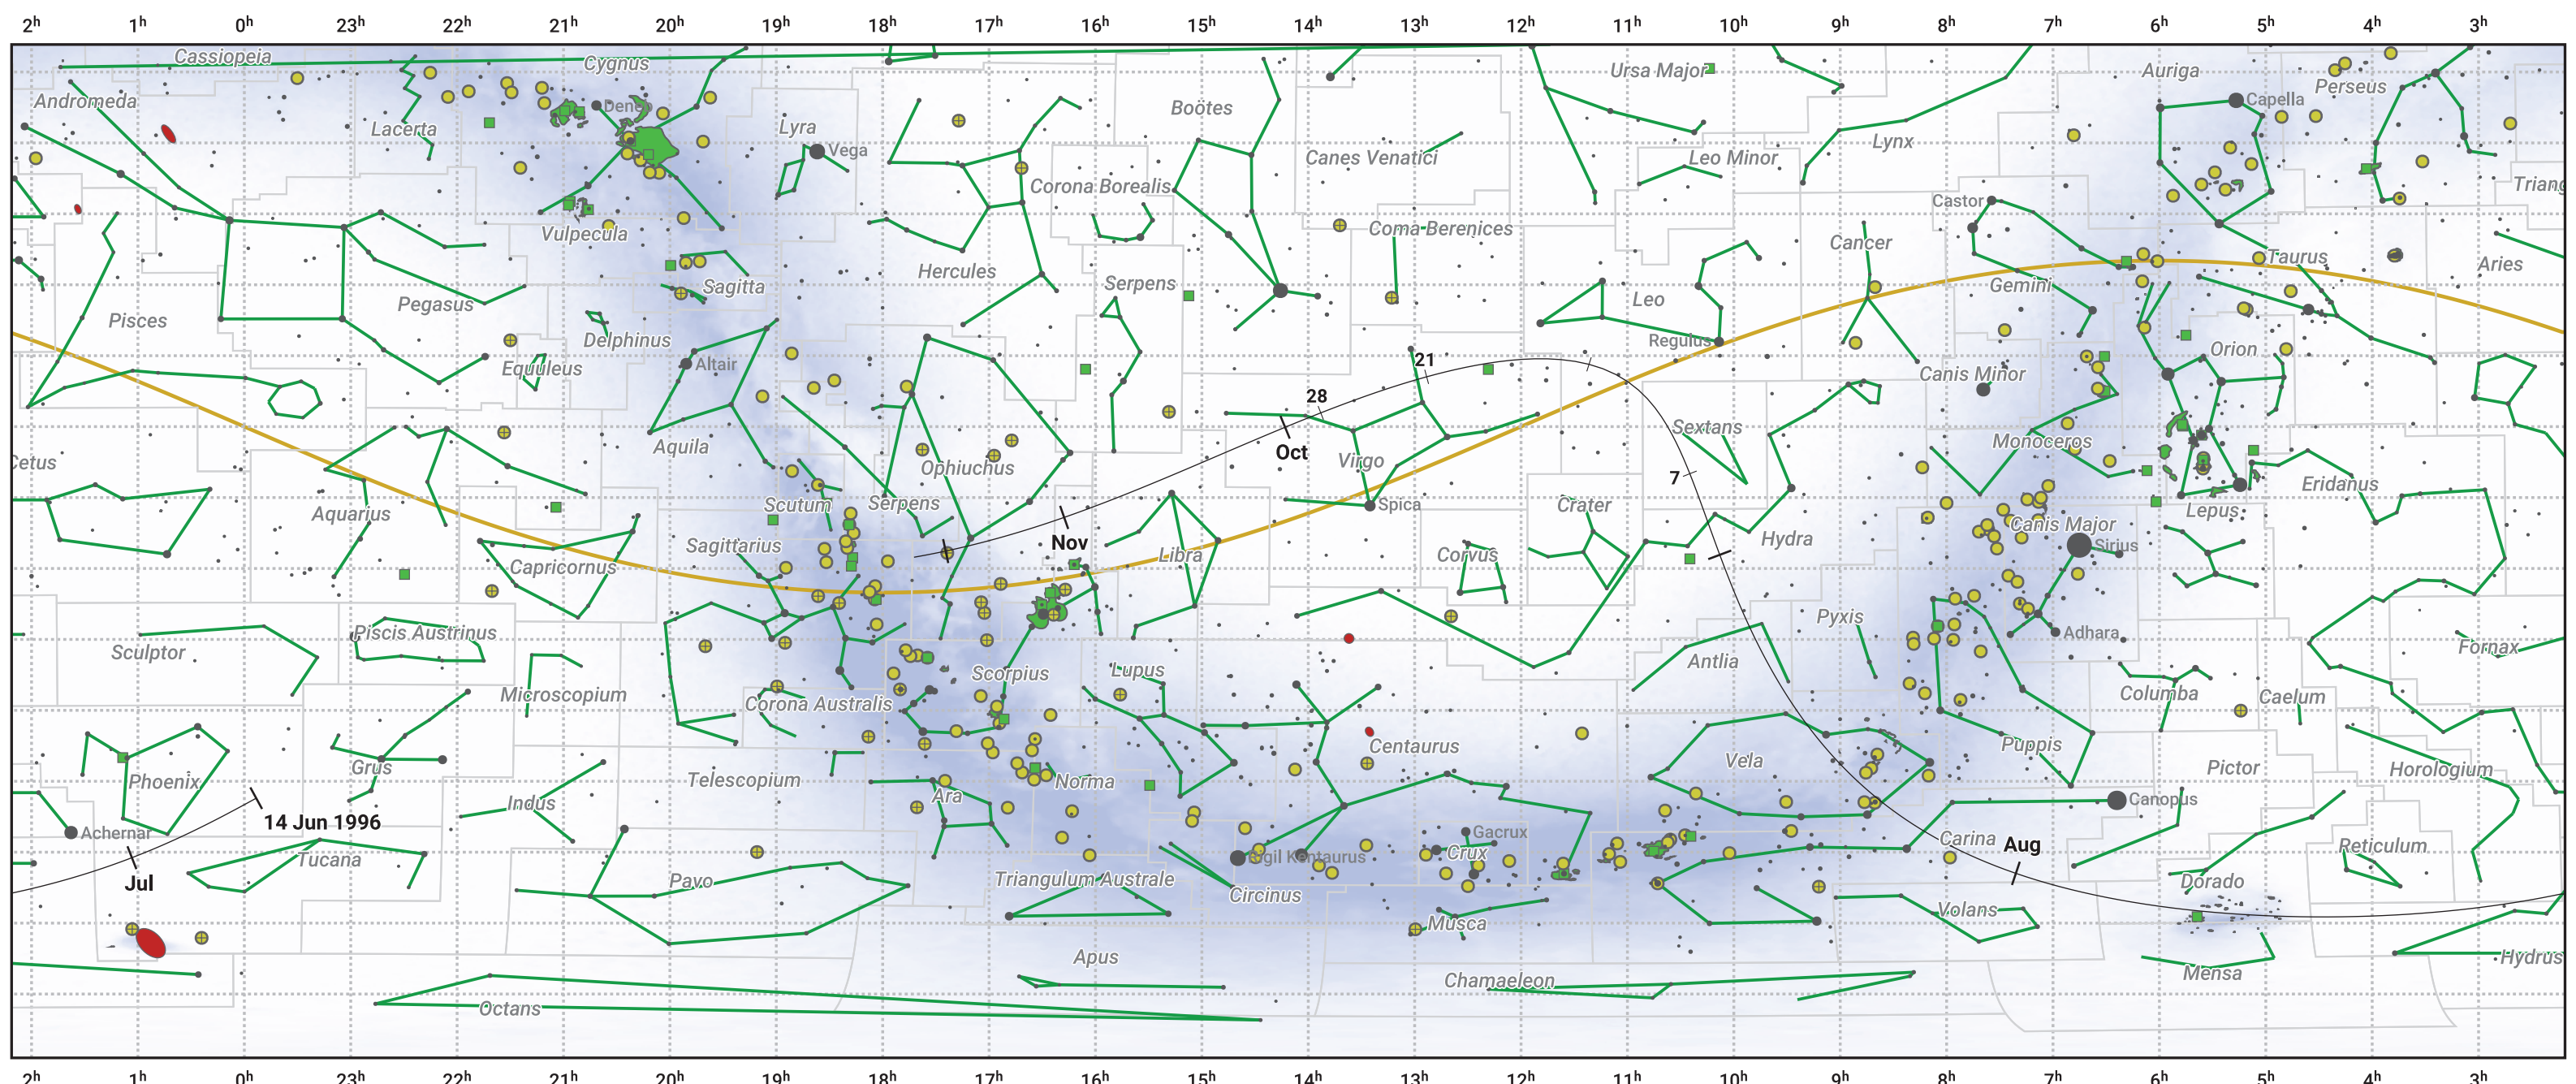 2h 1h 0h 23h 22h 21h 20h 19h 18h 17h 16h 15h 14h 13h 12h 11h 10h 9h 8h 7h 6h 5h 4h 3h
Cassiopeia Cygnus Ursa Major Auriga Perseus
Andromeda Lacerta Deneb Lyra Vega Boötes Canes Venatici Leo Minor Lynx Capella
Corona Borealis Castor Triang
Vulpecula Hercules Coma Berenices Cancer Taurus Aries
Pisces Pegasus Sagitta Serpens Leo Gemini
Delphinus Equuleus Altair Regulus Canis Minor Orion
21
28
Cetus Aquila Ophiuchus Oct Virgo Sextans Monoceros
7
Aquarius Scutum Serpens Spica Crater Eridanus
Sagittarius Nov Libra Corvus Hydra Canis Major Sirius Lepus
Capricornus
Sculptor Piscis Austrinus Pyxis Adhara Fornax
Microscopium Corona Australis Scorpius Lupus Antlia Columba Caelum
Phoenix Grus Telescopium Norma Centaurus Vela Puppis Pictor Horologium
Indus Ara Canopus
14 Jun 1996
Achernar Tucana Rigil Kentaurus Gacrux Crux Carina Aug Reticulum
Jul Pavo Triangulum Australe Circinus Dorado
Musca Volans
Apus Chamaeleon Mensa Hydrus
Octans
2h 1h 0h 23h 22h 21h 20h 19h 18h 17h 16h 15h 14h 13h 12h 11h 10h 9h 8h 7h 6h 5h 4h 3h